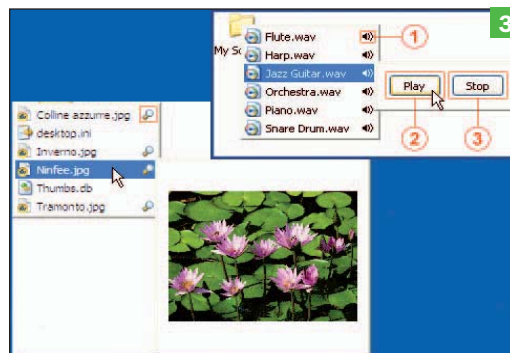 3
My
Flute.wav
1
Harp.wav
Jazz Guitar.wav
Orchestra.wav
Piano.wav
Snare Drum.wav
Play
Stop
2
3
Colline azzurre.jpg
desktop.ini
Inverno.jpg
Ninfee.jpg
Thumbs.db
Tramonto.jpg